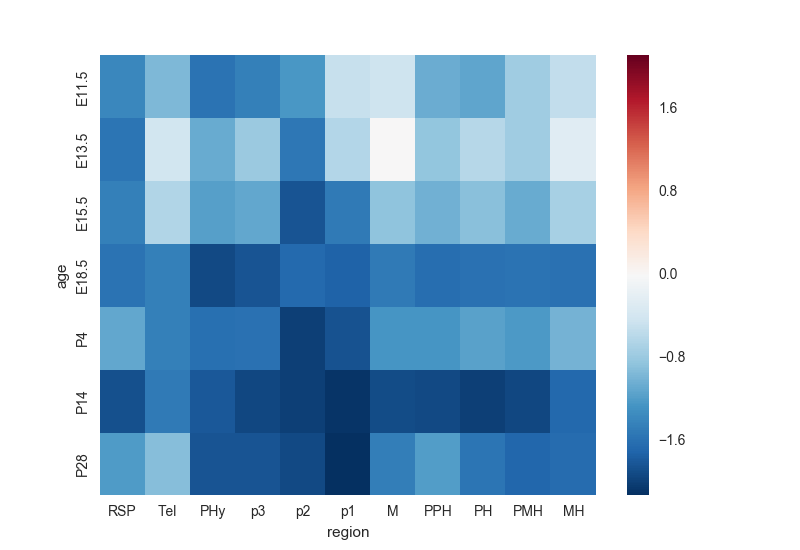 age
E11.5
E13.5
E15.5
E18.5
P4
P14
P28
RSP Tel PHy p3 p2 p1 M PPH PH PMH MH
region
1.6
0.8
0.0
−0.8
−1.6